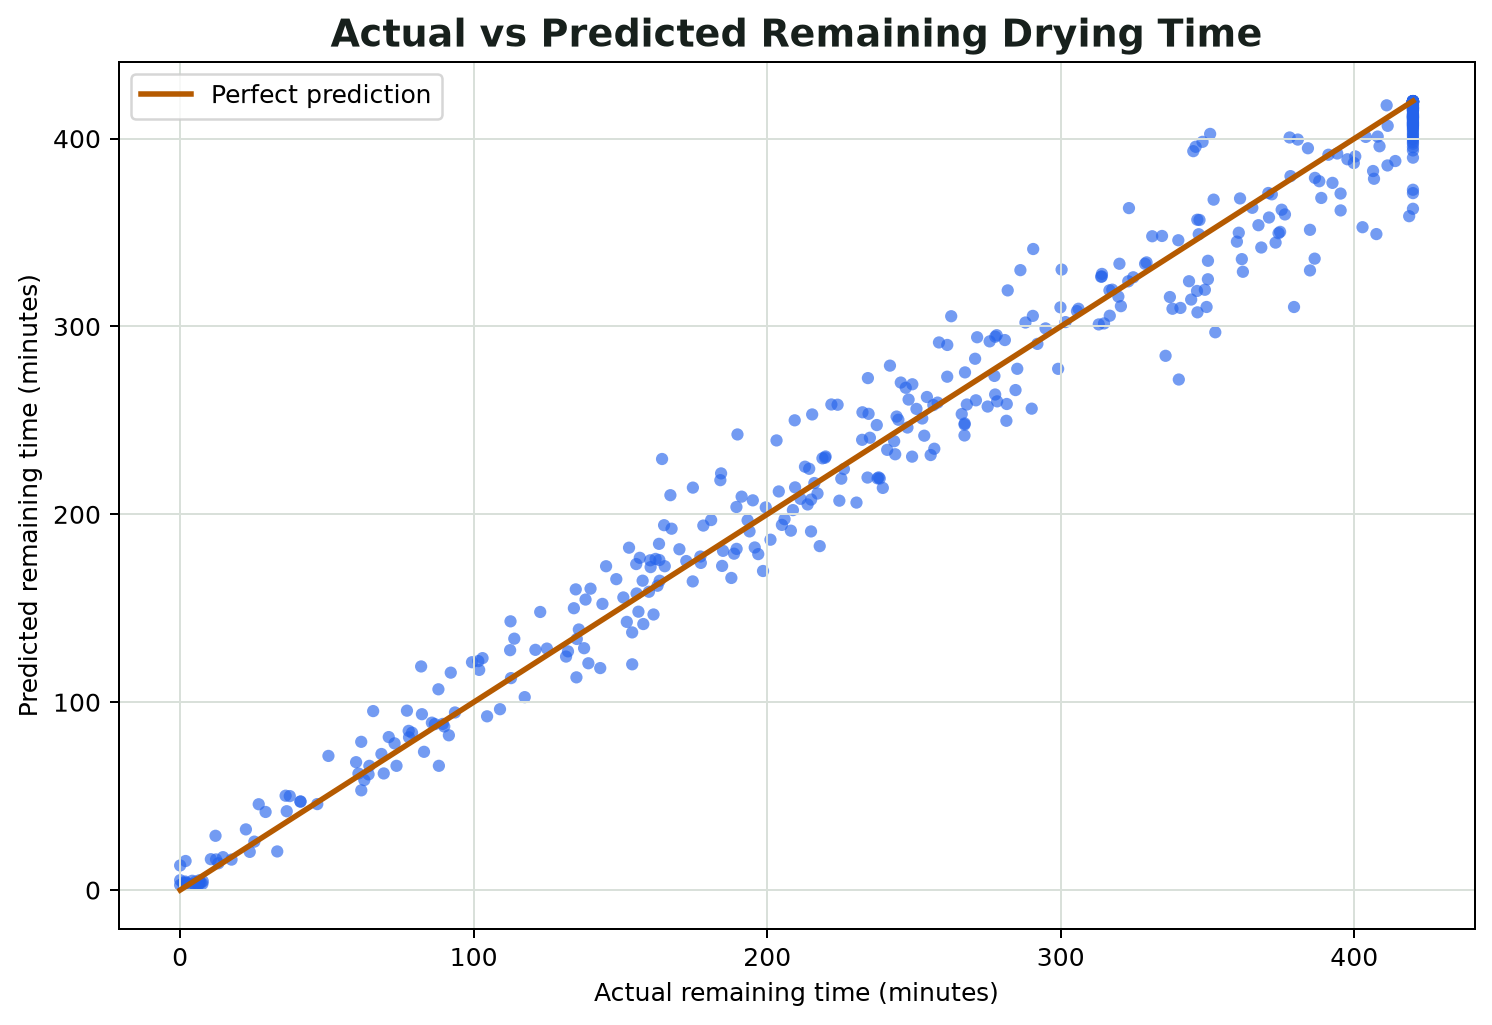 Actual vs Predicted Remaining Drying Time
Perfect prediction
Predicted remaining time (minutes)
400
300
200
100
0
0 100 200 300 400
Actual remaining time (minutes)